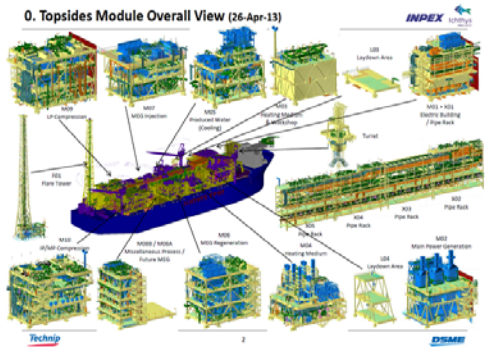 0. Topsides Module Overall View (26-Apr-13)
INPEX
Ichthys
M09
LP Compression
M07
MEG Injection
M05
Produced Water
(Cooling)
M03
Heating Medium
& Workshop
L03
Laydown Area
M01 + X01
Electric Building
/ Pipe Rack
Turret
Flare Tower
X05
Pipe Rack
X04
Pipe Rack
X03
Pipe Rack
X02
Pipe Rack
M10
IP/MP Compression
M08B / M08A
Miscellaneous Process /
Future MEG
M06
MEG Regeneration
M04
Heating Medium
L04
Laydown Area
M02
Main Power Generation
Technip
2
DSME